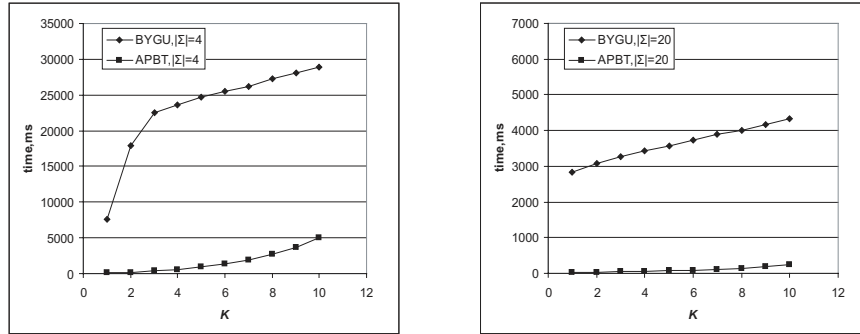 35000
30000
25000
20000
15000
10000
5000
0
time,ms
BYGU,|Σ|=4
APBT,|Σ|=4
0 2 4 6 8 10 12
K
7000
6000
5000
4000
3000
2000
1000
0
time,ms
BYGU,|Σ|=20
APBT,|Σ|=20
0 2 4 6 8 10 12
K